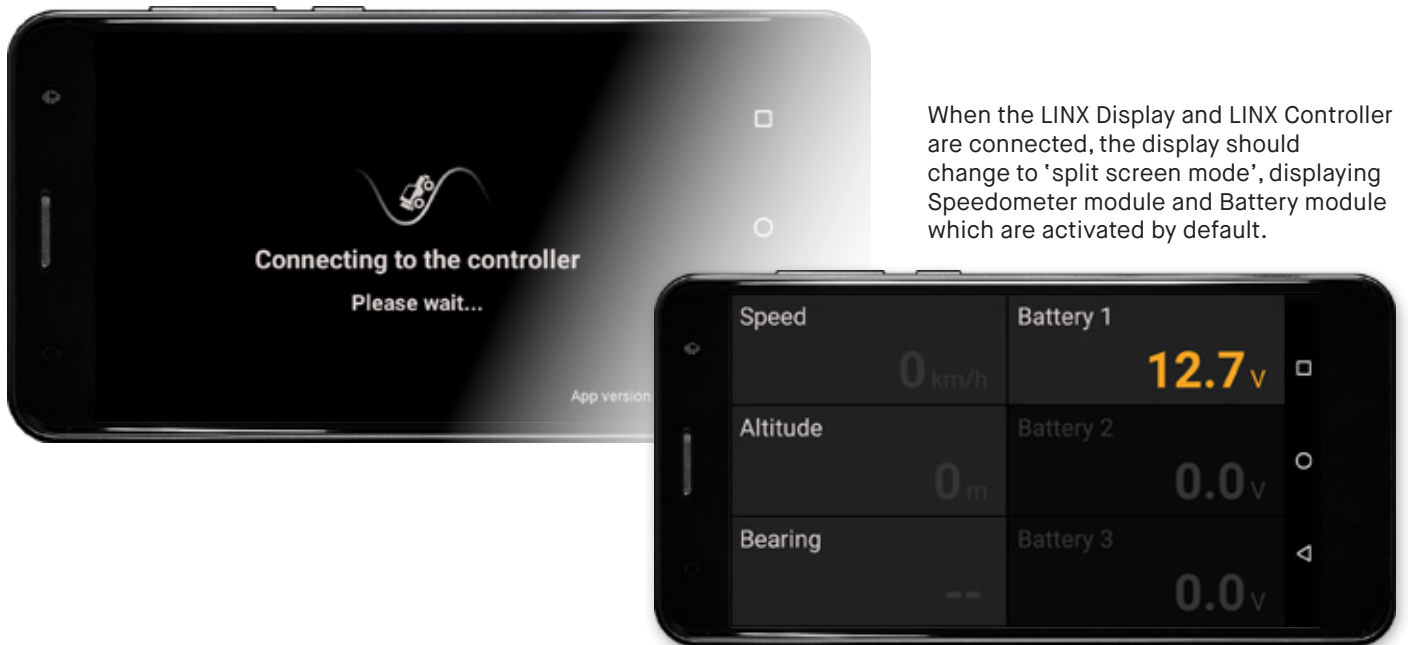 Connecting to the controller
Please wait...
App version
When the LINX Display and LINX Controller
are connected, the display should
change to ‘split screen mode’, displaying
Speedometer module and Battery module
which are activated by default.
Speed
0 km/h
Battery 1
12.7 V
Altitude
0 m
Battery 2
0.0 V
Bearing
--
Battery 3
0.0 V